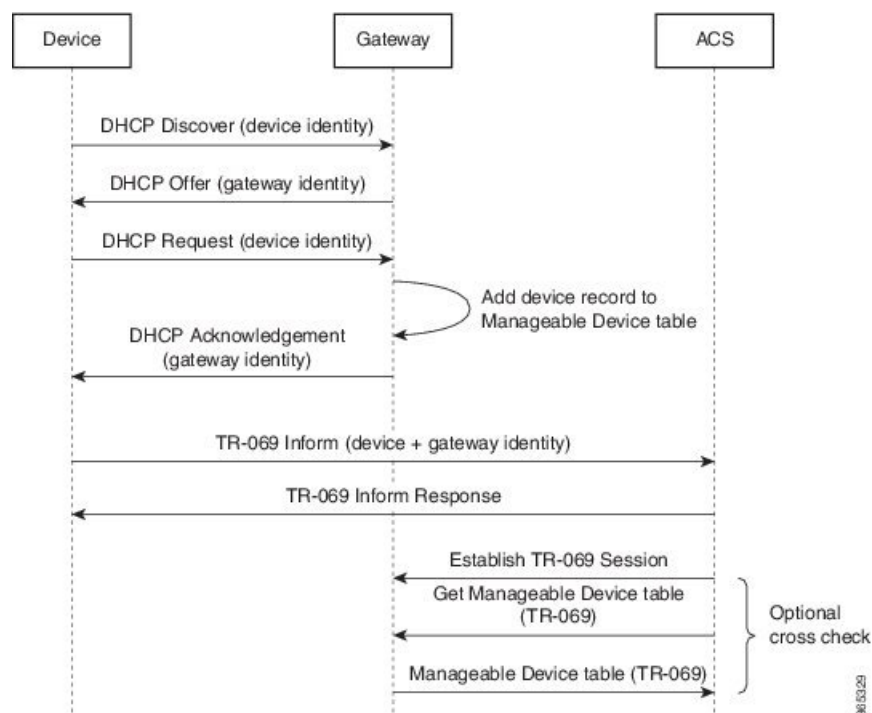 Device
Gateway
ACS
DHCP Discover (device identity)
DHCP Offer (gateway identity)
DHCP Request (device identity)
Add device record to
Manageable Device table
DHCP Acknowledgement
(gateway identity)
TR-069 Inform (device + gateway identity)
TR-069 Inform Response
Establish TR-069 Session
Get Manageable Device table
(TR-069)
Optional
cross check
Manageable Device table (TR-069)